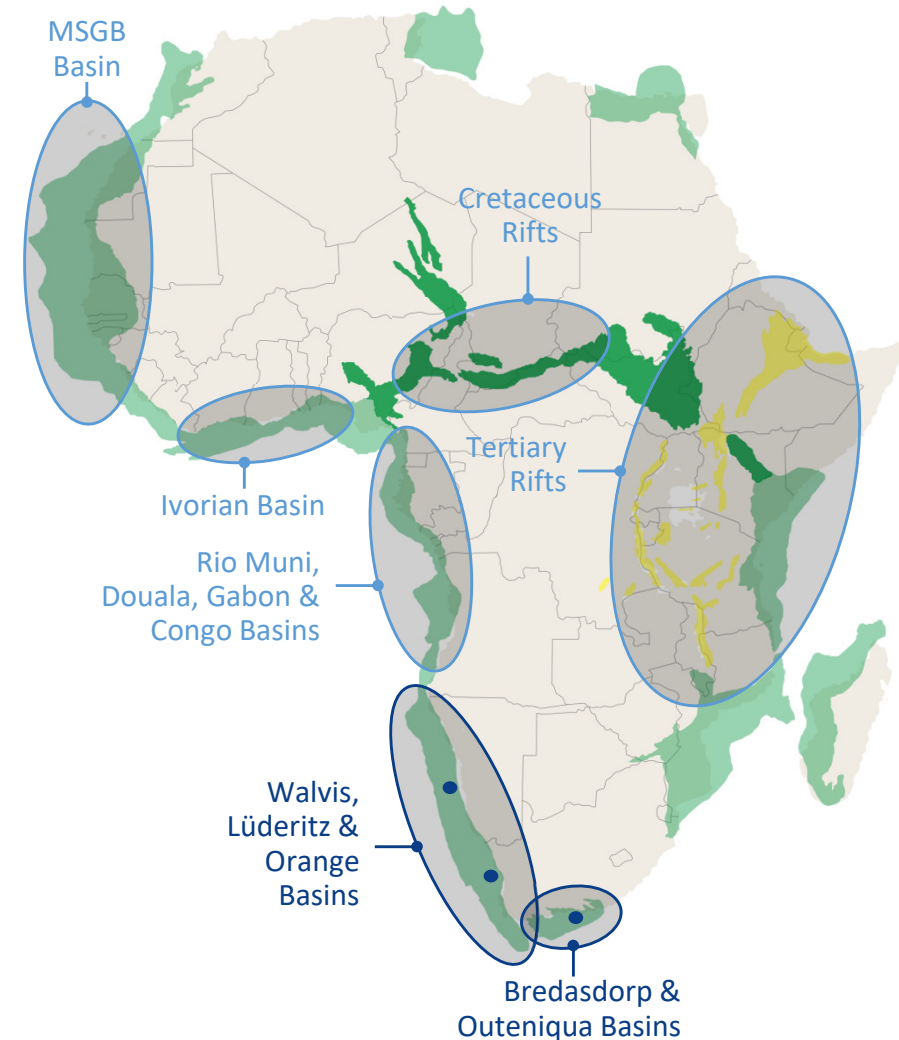 MSGB
Basin
Cretaceous
Rifts
Tertiary
Rifts
Ivorian Basin
Rio Muni,
Douala, Gabon &
Congo Basins
Walvis,
Lüderitz &
Orange
Basins
Bredasdorp &
Outeniqua Basins